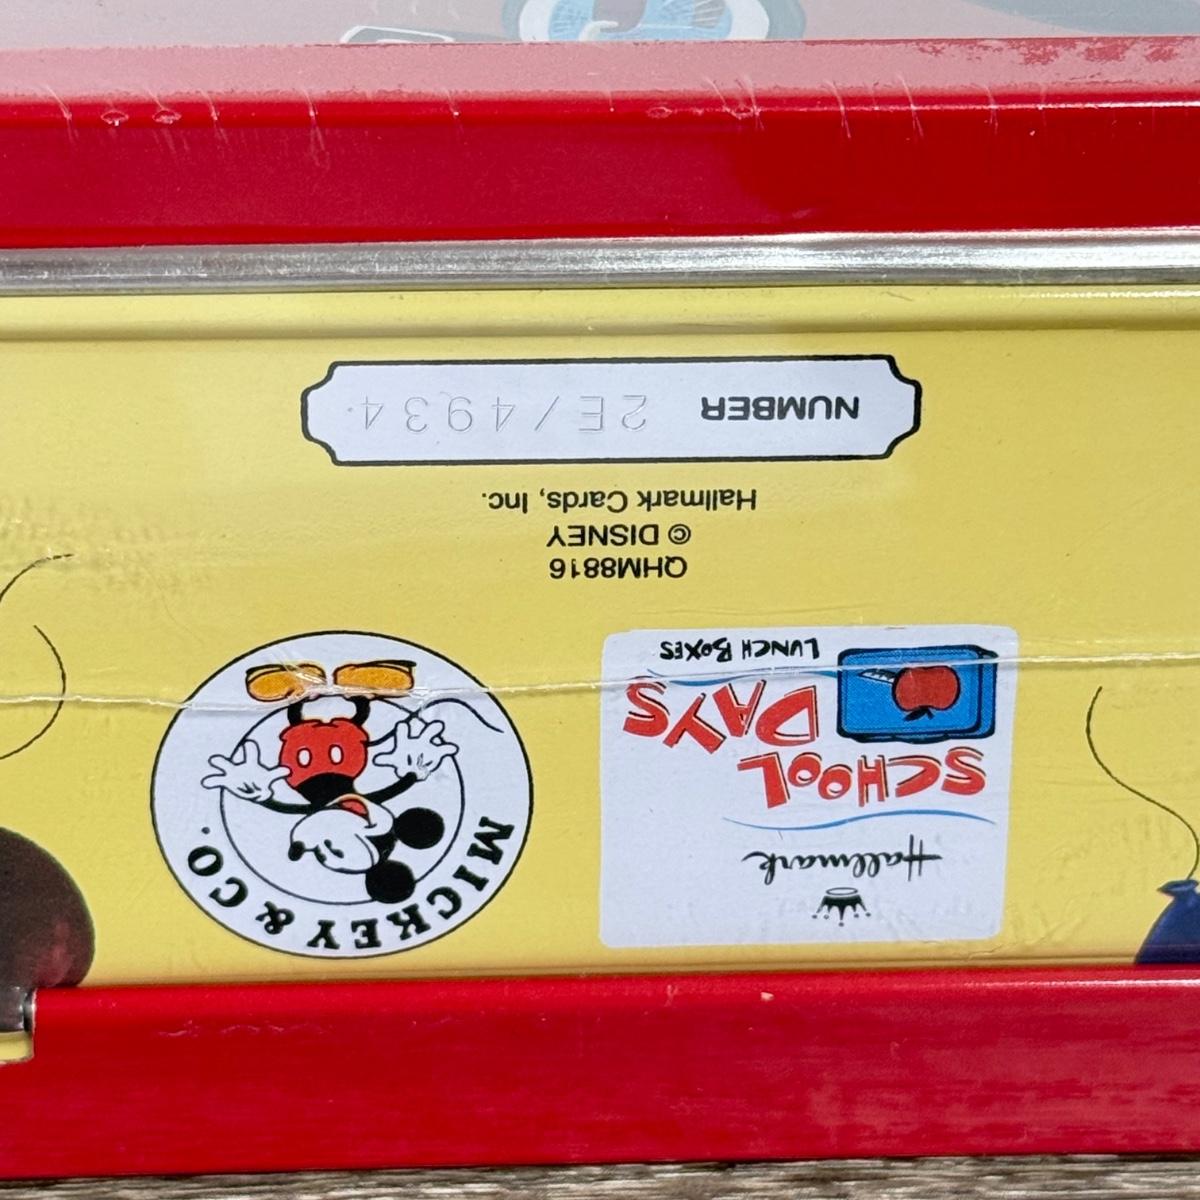 Hallmark
SCHOOL
DAYS
LUNCH BOXES
MICKEY & CO.
QHM8816
© DISNEY
Hallmark Cards, Inc.
NUMBER 2E/4934